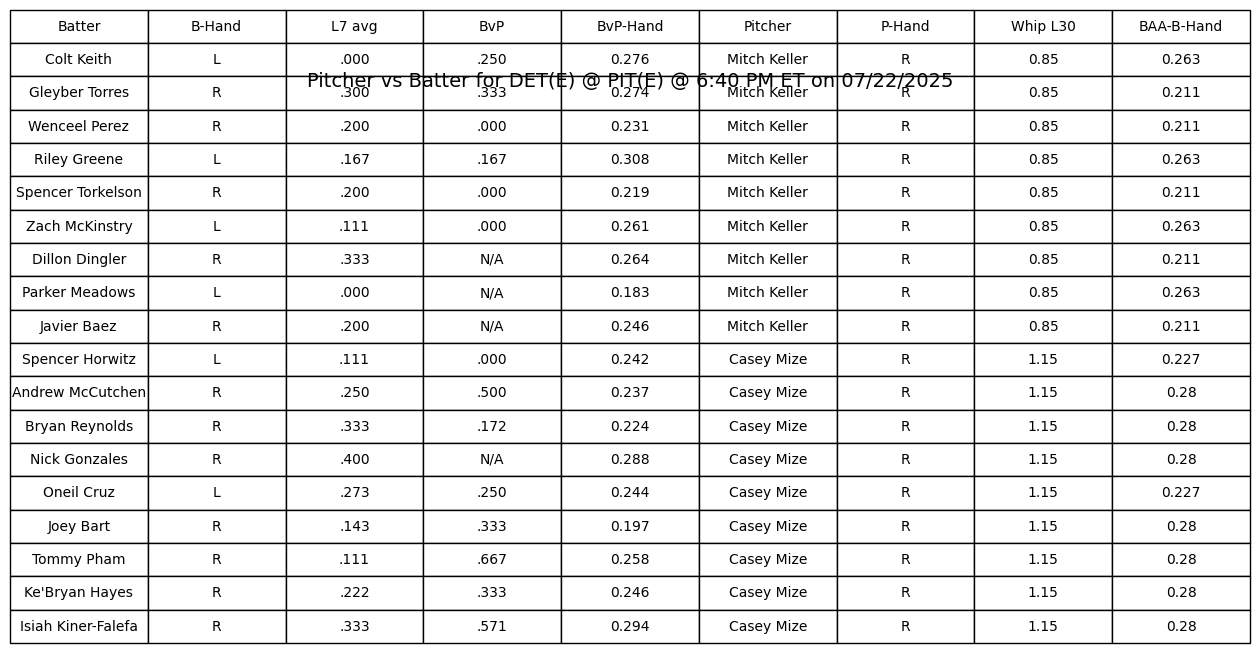 Batter B-Hand L7 avg BvP BvP-Hand Pitcher P-Hand Whip L30 BAA-B-Hand
Colt Keith L .000 .250 0.276 Mitch Keller R 0.85 0.263
Pitcher vs Batter for DET(E) @ PIT(E) @ 6:40 PM ET on 07/22/2025
Gleyber Torres R .300 .333 0.274 Mitch Keller R 0.85 0.211
Wenceel Perez R .200 .000 0.231 Mitch Keller R 0.85 0.211
Riley Greene L .167 .167 0.308 Mitch Keller R 0.85 0.263
Spencer Torkelson R .200 .000 0.219 Mitch Keller R 0.85 0.211
Zach McKinstry L .111 .000 0.261 Mitch Keller R 0.85 0.263
Dillon Dingler R .333 N/A 0.264 Mitch Keller R 0.85 0.211
Parker Meadows L .000 N/A 0.183 Mitch Keller R 0.85 0.263
Javier Baez R .200 N/A 0.246 Mitch Keller R 0.85 0.211
Spencer Horwitz L .111 .000 0.242 Casey Mize R 1.15 0.227
Andrew McCutchen R .250 .500 0.237 Casey Mize R 1.15 0.28
Bryan Reynolds R .333 .172 0.224 Casey Mize R 1.15 0.28
Nick Gonzales R .400 N/A 0.288 Casey Mize R 1.15 0.28
Oneil Cruz L .273 .250 0.244 Casey Mize R 1.15 0.227
Joey Bart R .143 .333 0.197 Casey Mize R 1.15 0.28
Tommy Pham R .111 .667 0.258 Casey Mize R 1.15 0.28
Ke'Bryan Hayes R .222 .333 0.246 Casey Mize R 1.15 0.28
Isiah Kiner-Falefa R .333 .571 0.294 Casey Mize R 1.15 0.28